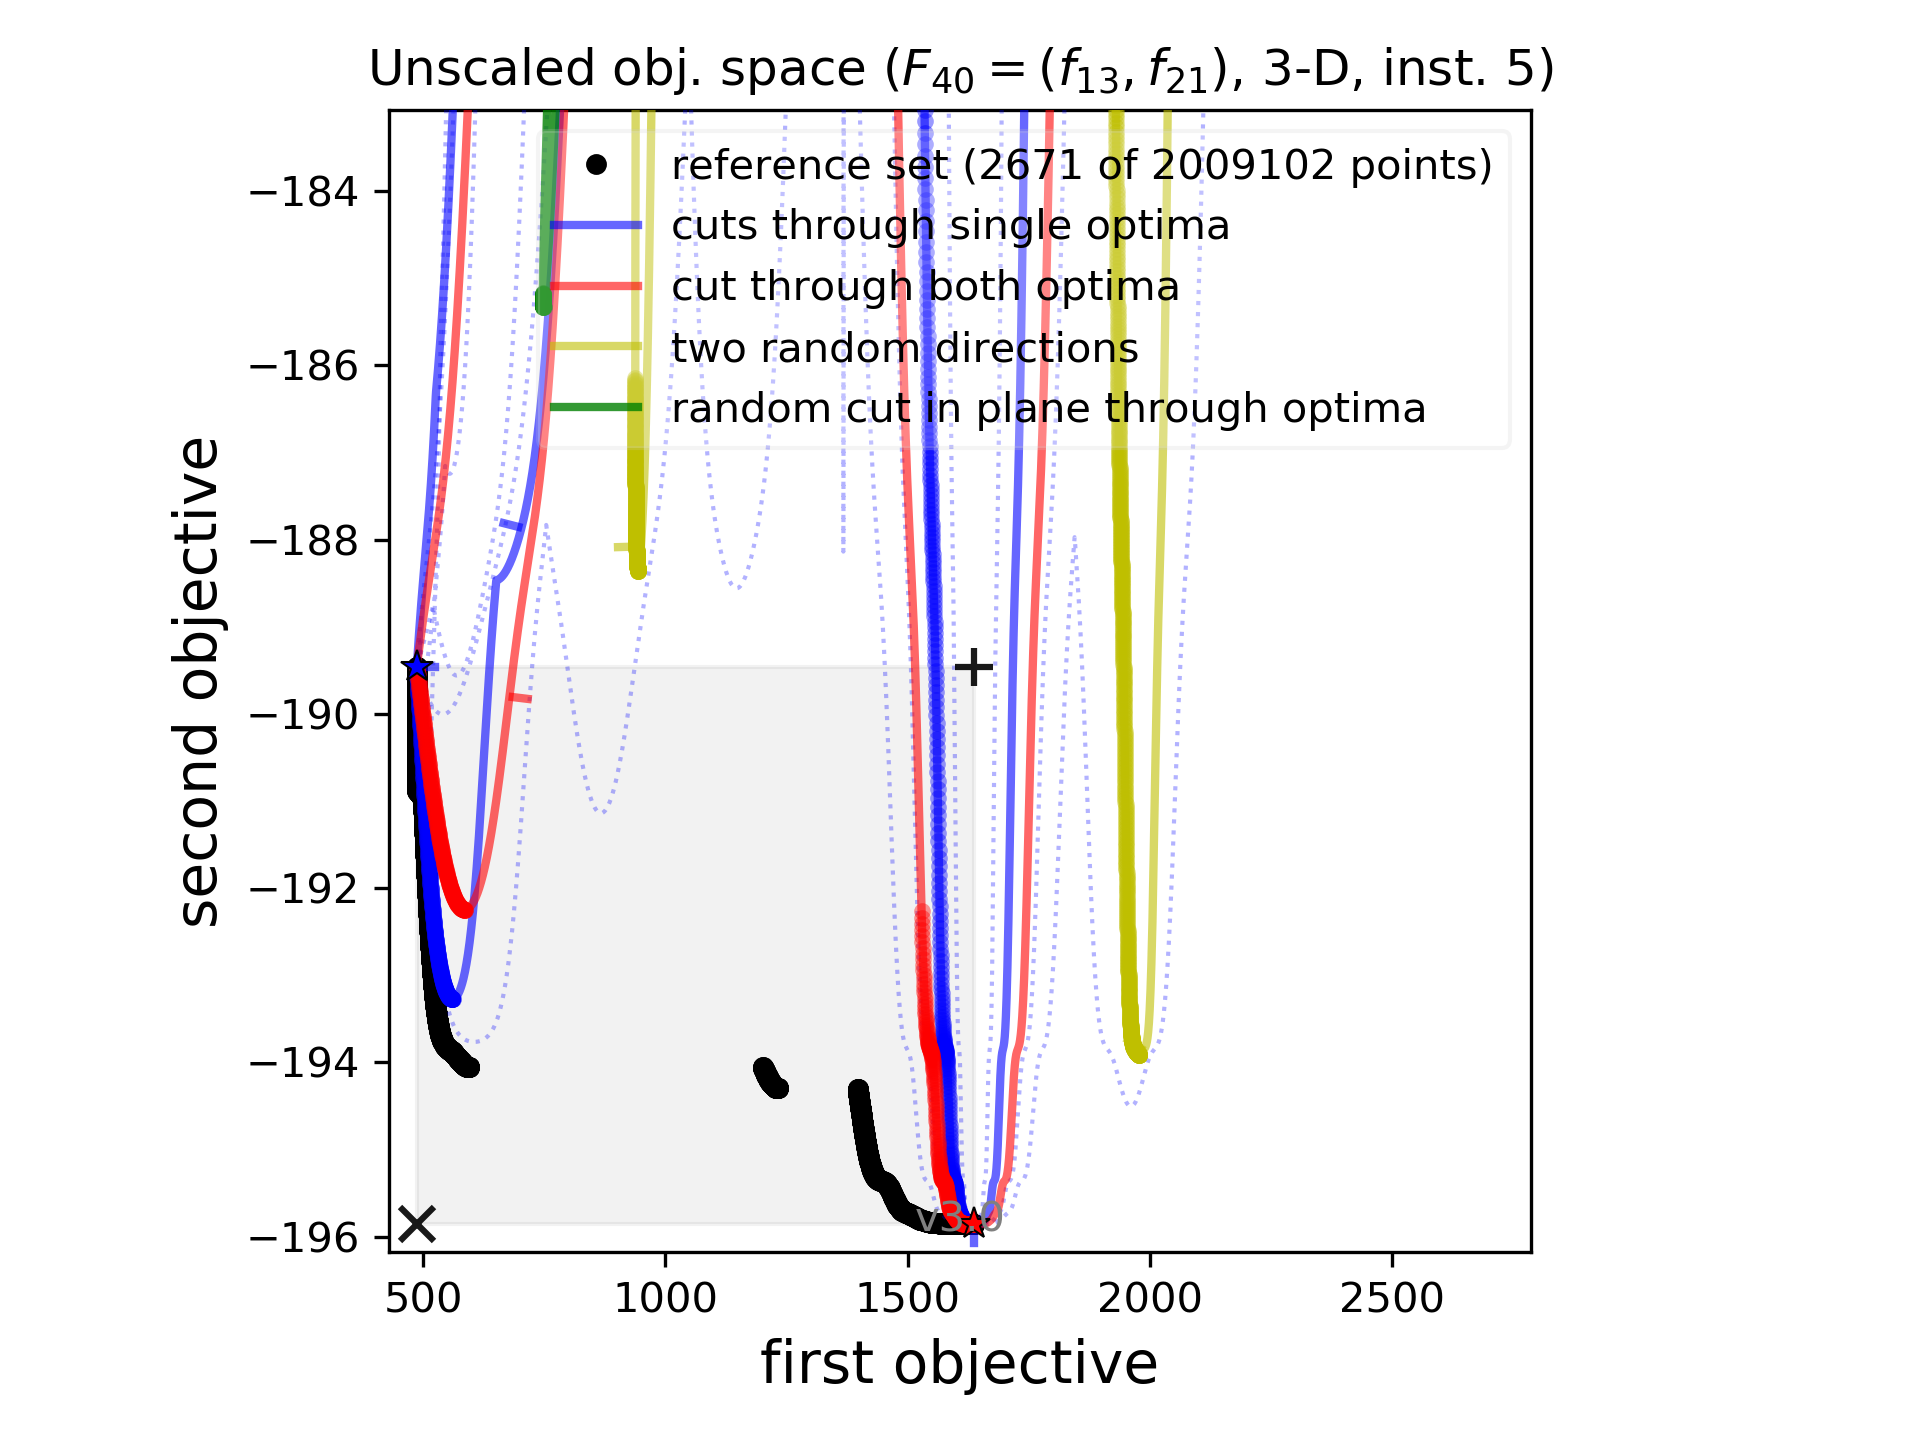 Unscaled obj. space (F40 = (f13, f21), 3-D, inst. 5)
reference set (2671 of 2009102 points)
cuts through single optima
cut through both optima
two random directions
random cut in plane through optima
second objective
−184
−186
−188
−190
−192
−194
−196
v3.0
500 1000 1500 2000 2500
first objective